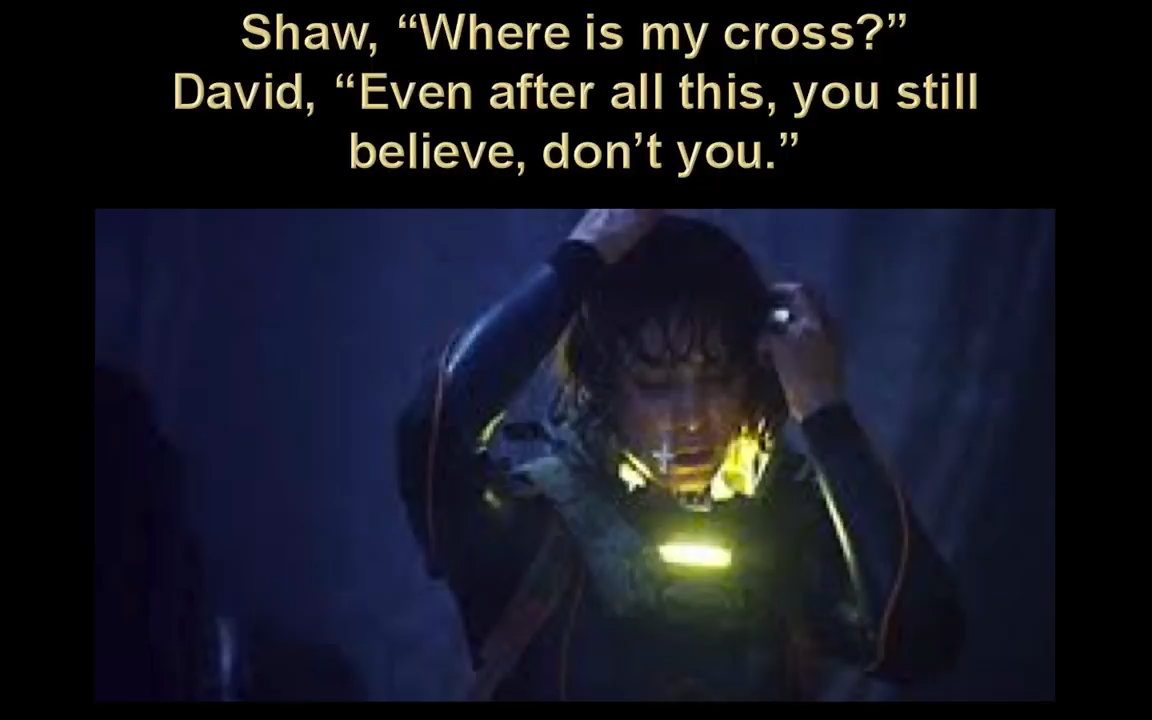 Shaw, “Where is my cross?”
David, “Even after all this, you still
believe, don’t you.”